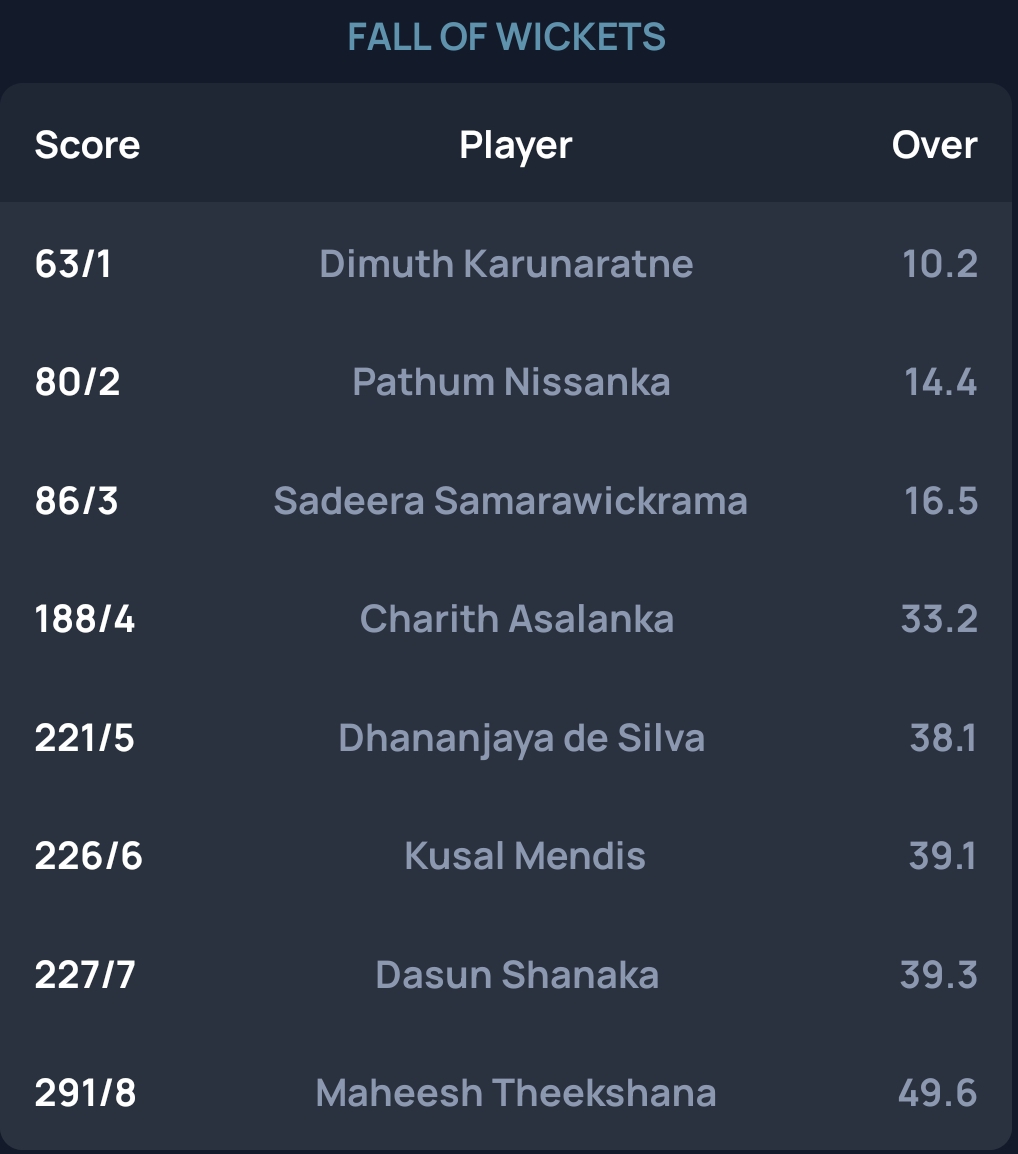 FALL OF WICKETS
Score Player Over
63/1 Dimuth Karunaratne 10.2
80/2 Pathum Nissanka 14.4
86/3 Sadeera Samarawickrama 16.5
188/4 Charith Asalanka 33.2
221/5 Dhananjaya de Silva 38.1
226/6 Kusal Mendis 39.1
227/7 Dasun Shanaka 39.3
291/8 Maheesh Theekshana 49.6